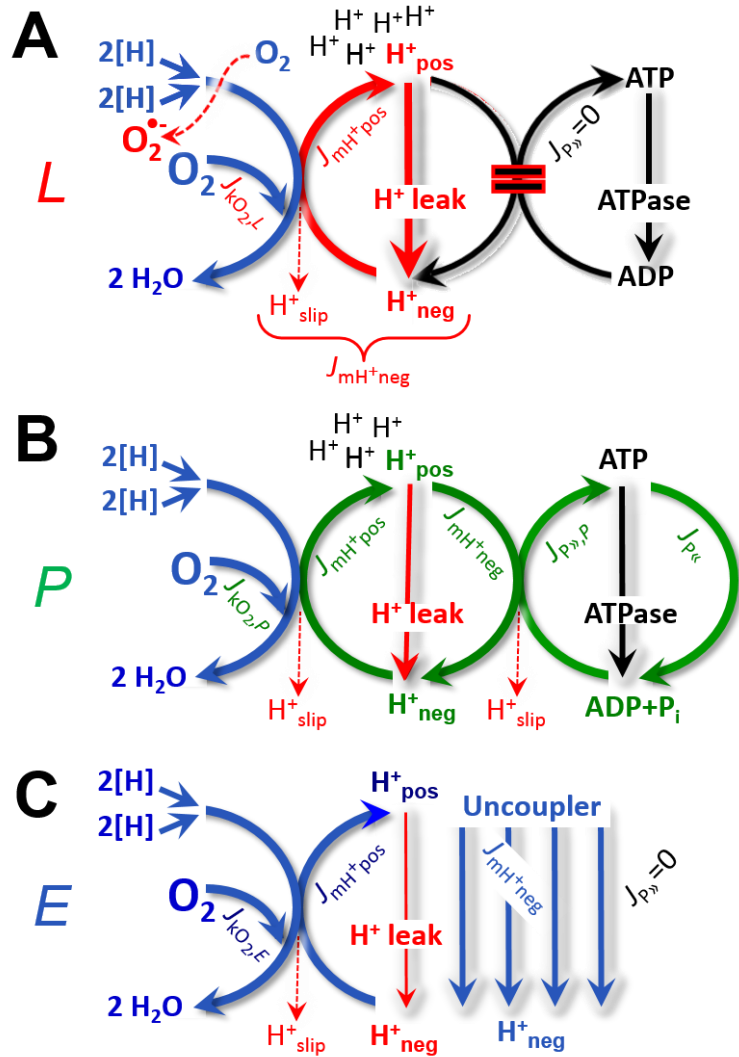 A
H⁺ H⁺ H⁺
H⁺ H⁺ H⁺pos
2[H]
2[H]
O₂
O₂•-
O₂
JkO₂,L
JmH⁺pos
JP»=0
ATP
L
H⁺ leak
ATPase
2 H₂O
H⁺slip
H⁺neg
ADP
JmH⁺neg
B
H⁺ H⁺
H⁺ H⁺ H⁺pos
2[H]
2[H]
O₂
JkO₂,P
JmH⁺pos
JmH⁺neg
JP»,P
ATP
JP«
P
H⁺ leak
ATPase
2 H₂O
H⁺slip
H⁺neg
H⁺slip
ADP+Pi
C
2[H]
2[H]
H⁺pos
Uncoupler
O₂
JkO₂,E
JmH⁺pos
JmH⁺neg
JP»=0
E
H⁺ leak
2 H₂O
H⁺slip
H⁺neg
H⁺neg